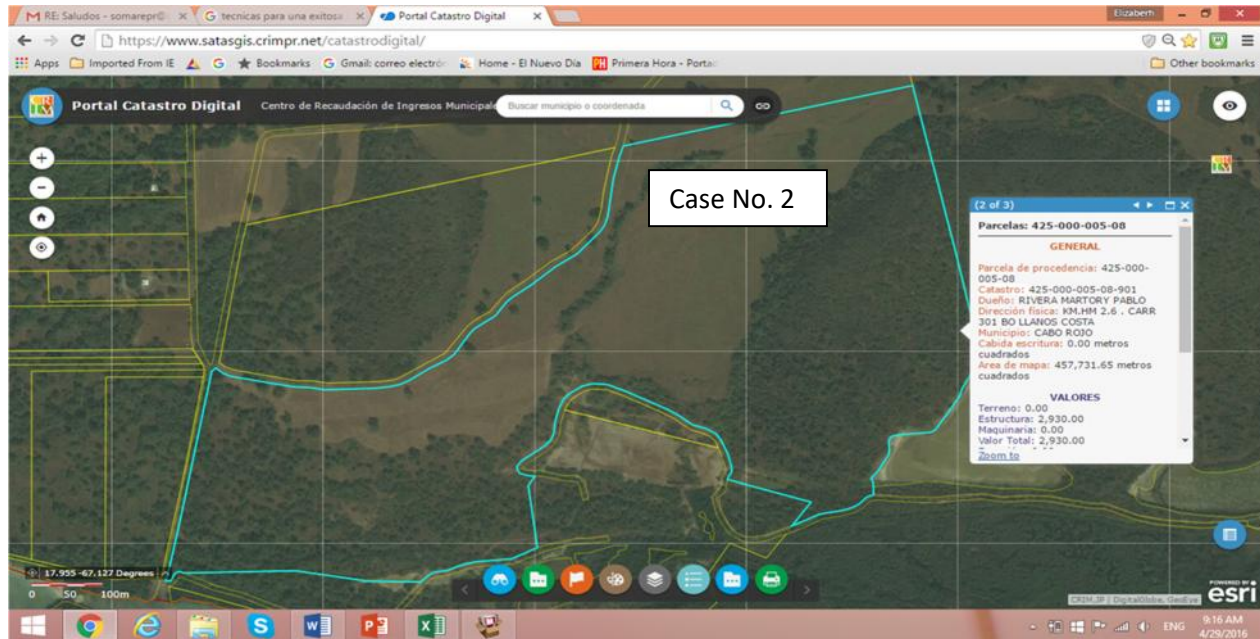 RE: Saludos - somarepr@
tecnicas para una exitosa
Portal Catastro Digital
Elizaberh
https://www.satasgis.crimpr.net/catastrodigital/
Apps
Imported From IE
Bookmarks
Gmail: correo electró
Home - El Nuevo Día
PH
Primera Hora - Porta
Other bookmarks
Portal Catastro Digital
Centro de Recaudación de Ingresos Municipale
Buscar municipio o coordenada
Case No. 2
(2 of 3)
Parcelas: 425-000-005-08
GENERAL
Parcela de procedencia: 425-000-
005-08
Catastro: 425-000-005-08-901
Dueño: RIVERA MARTORY PABLO
Dirección física: KM.HM 2.6 . CARR
301 BO LLANOS COSTA
Municipio: CABO ROJO
Cabida escritura: 0.00 metros
cuadrados
Area de mapa: 457,731.65 metros
cuadrados
VALORES
Terreno: 0.00
Estructura: 2,930.00
Maquinaria: 0.00
Valor Total: 2,930.00
Zoom to
17.955 -67.127 Degrees
0 50 100m
CRIM,JP | DigitalGlobe, GeoEye
POWERED BY
esri
ENG
9:16 AM
4/29/2016